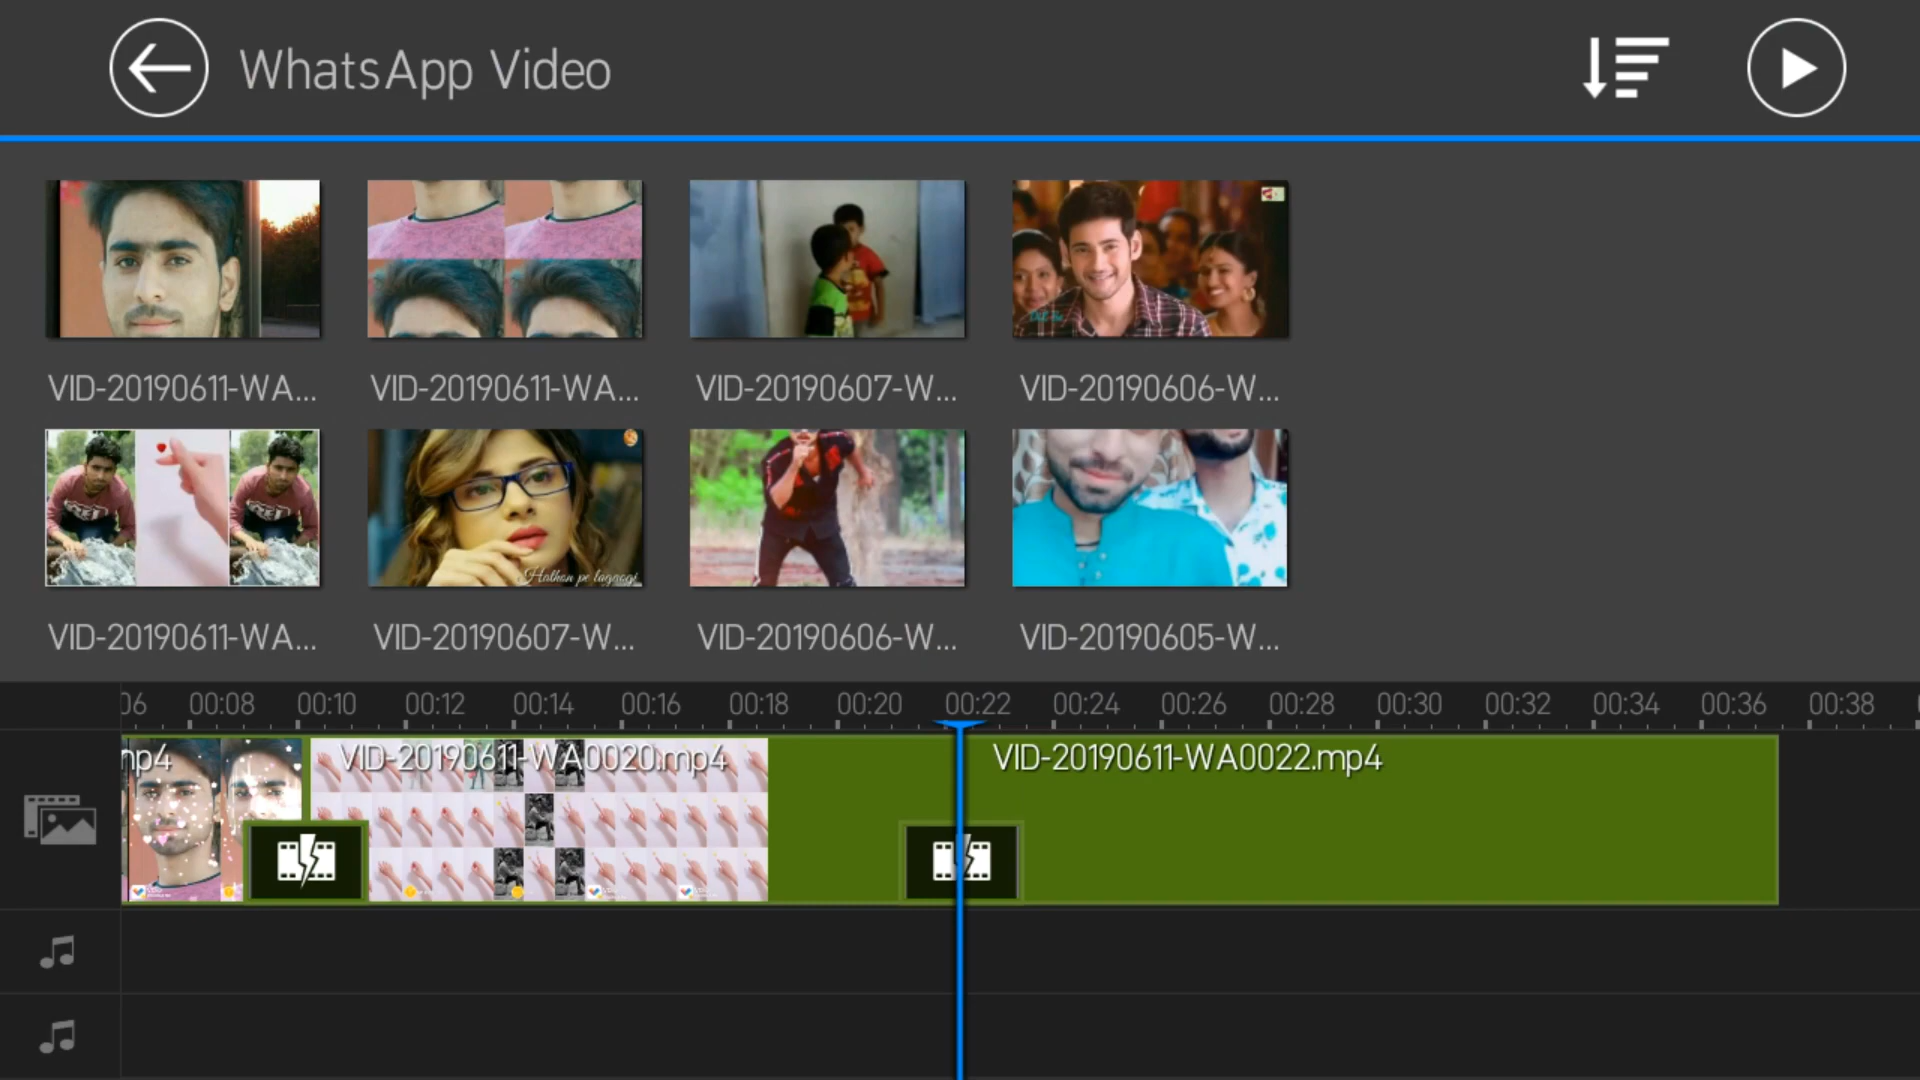 WhatsApp Video
VID-20190611-WA...
VID-20190611-WA...
VID-20190607-W...
VID-20190606-W...
Hathon pe lagaogi
VID-20190611-WA...
VID-20190607-W...
VID-20190606-W...
VID-20190605-W...
06 00:08 00:10 00:12 00:14 00:16 00:18 00:20 00:22 00:24 00:26 00:28 00:30 00:32 00:34 00:36 00:38
mp4
VID-20190611-WA0020.mp4
VID-20190611-WA0022.mp4